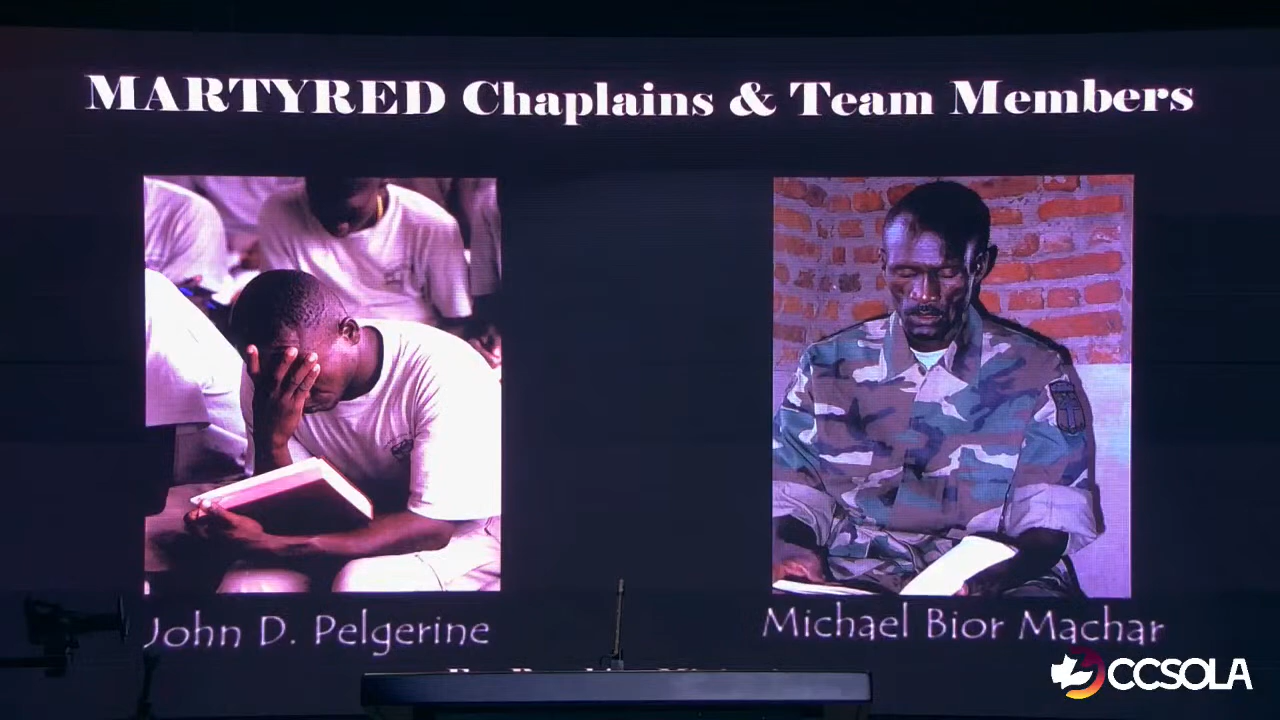 MARTYRED Chaplains & Team Members
John D. Pelgerine
Michael Bior Machar
CCSOLA